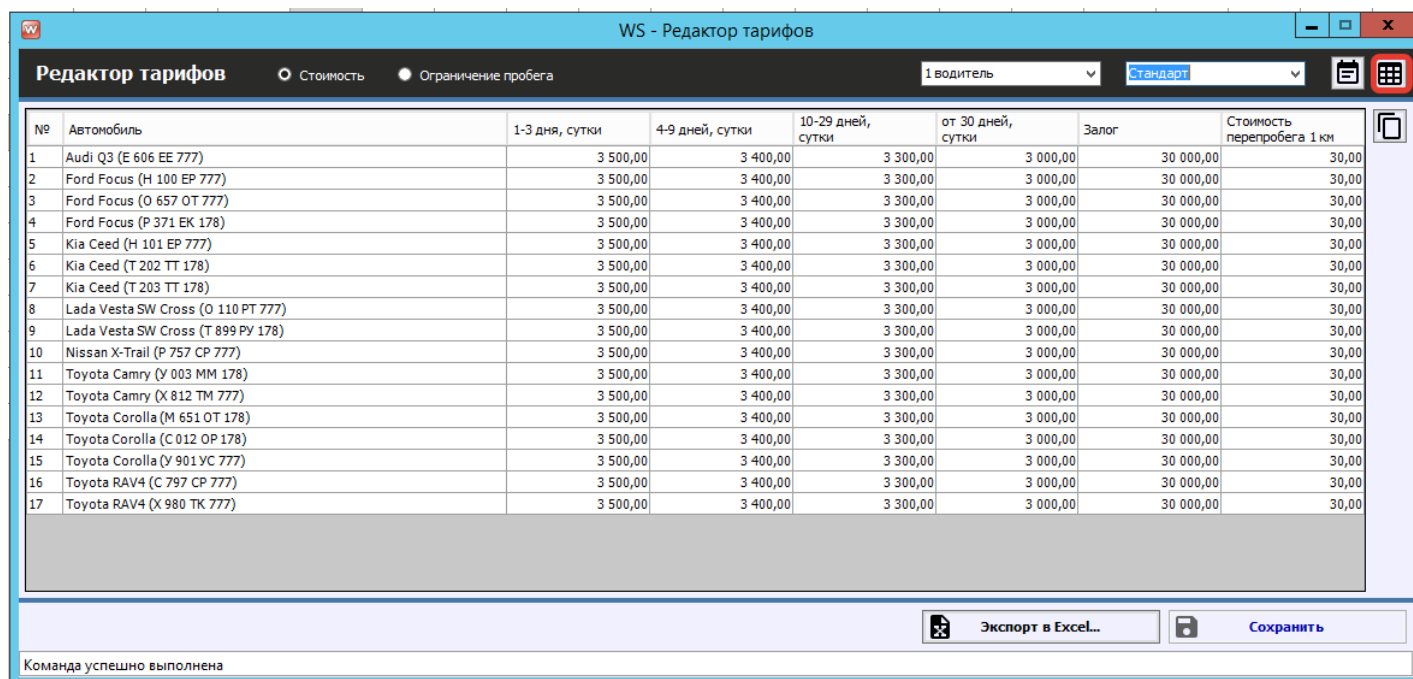 WS - Редактор тарифов
Редактор тарифов Стоимость Ограничение пробега 1 водитель Стандарт
№ Автомобиль 1-3 дня, сутки 4-9 дней, сутки 10-29 дней, сутки от 30 дней, сутки Залог Стоимость перепробега 1 км
1 Audi Q3 (Е 606 ЕЕ 777) 3 500,00 3 400,00 3 300,00 3 000,00 30 000,00 30,00
2 Ford Focus (Н 100 ЕР 777) 3 500,00 3 400,00 3 300,00 3 000,00 30 000,00 30,00
3 Ford Focus (О 657 ОТ 777) 3 500,00 3 400,00 3 300,00 3 000,00 30 000,00 30,00
4 Ford Focus (Р 371 ЕК 178) 3 500,00 3 400,00 3 300,00 3 000,00 30 000,00 30,00
5 Kia Ceed (Н 101 ЕР 777) 3 500,00 3 400,00 3 300,00 3 000,00 30 000,00 30,00
6 Kia Ceed (Т 202 ТТ 178) 3 500,00 3 400,00 3 300,00 3 000,00 30 000,00 30,00
7 Kia Ceed (Т 203 ТТ 178) 3 500,00 3 400,00 3 300,00 3 000,00 30 000,00 30,00
8 Lada Vesta SW Cross (О 110 РТ 777) 3 500,00 3 400,00 3 300,00 3 000,00 30 000,00 30,00
9 Lada Vesta SW Cross (Т 899 РУ 178) 3 500,00 3 400,00 3 300,00 3 000,00 30 000,00 30,00
10 Nissan X-Trail (Р 757 СР 777) 3 500,00 3 400,00 3 300,00 3 000,00 30 000,00 30,00
11 Toyota Camry (У 003 ММ 178) 3 500,00 3 400,00 3 300,00 3 000,00 30 000,00 30,00
12 Toyota Camry (Х 812 ТМ 777) 3 500,00 3 400,00 3 300,00 3 000,00 30 000,00 30,00
13 Toyota Corolla (М 651 ОТ 178) 3 500,00 3 400,00 3 300,00 3 000,00 30 000,00 30,00
14 Toyota Corolla (С 012 ОР 178) 3 500,00 3 400,00 3 300,00 3 000,00 30 000,00 30,00
15 Toyota Corolla (У 901 УС 777) 3 500,00 3 400,00 3 300,00 3 000,00 30 000,00 30,00
16 Toyota RAV4 (С 797 СР 777) 3 500,00 3 400,00 3 300,00 3 000,00 30 000,00 30,00
17 Toyota RAV4 (Х 980 ТК 777) 3 500,00 3 400,00 3 300,00 3 000,00 30 000,00 30,00
Экспорт в Excel... Сохранить
Команда успешно выполнена